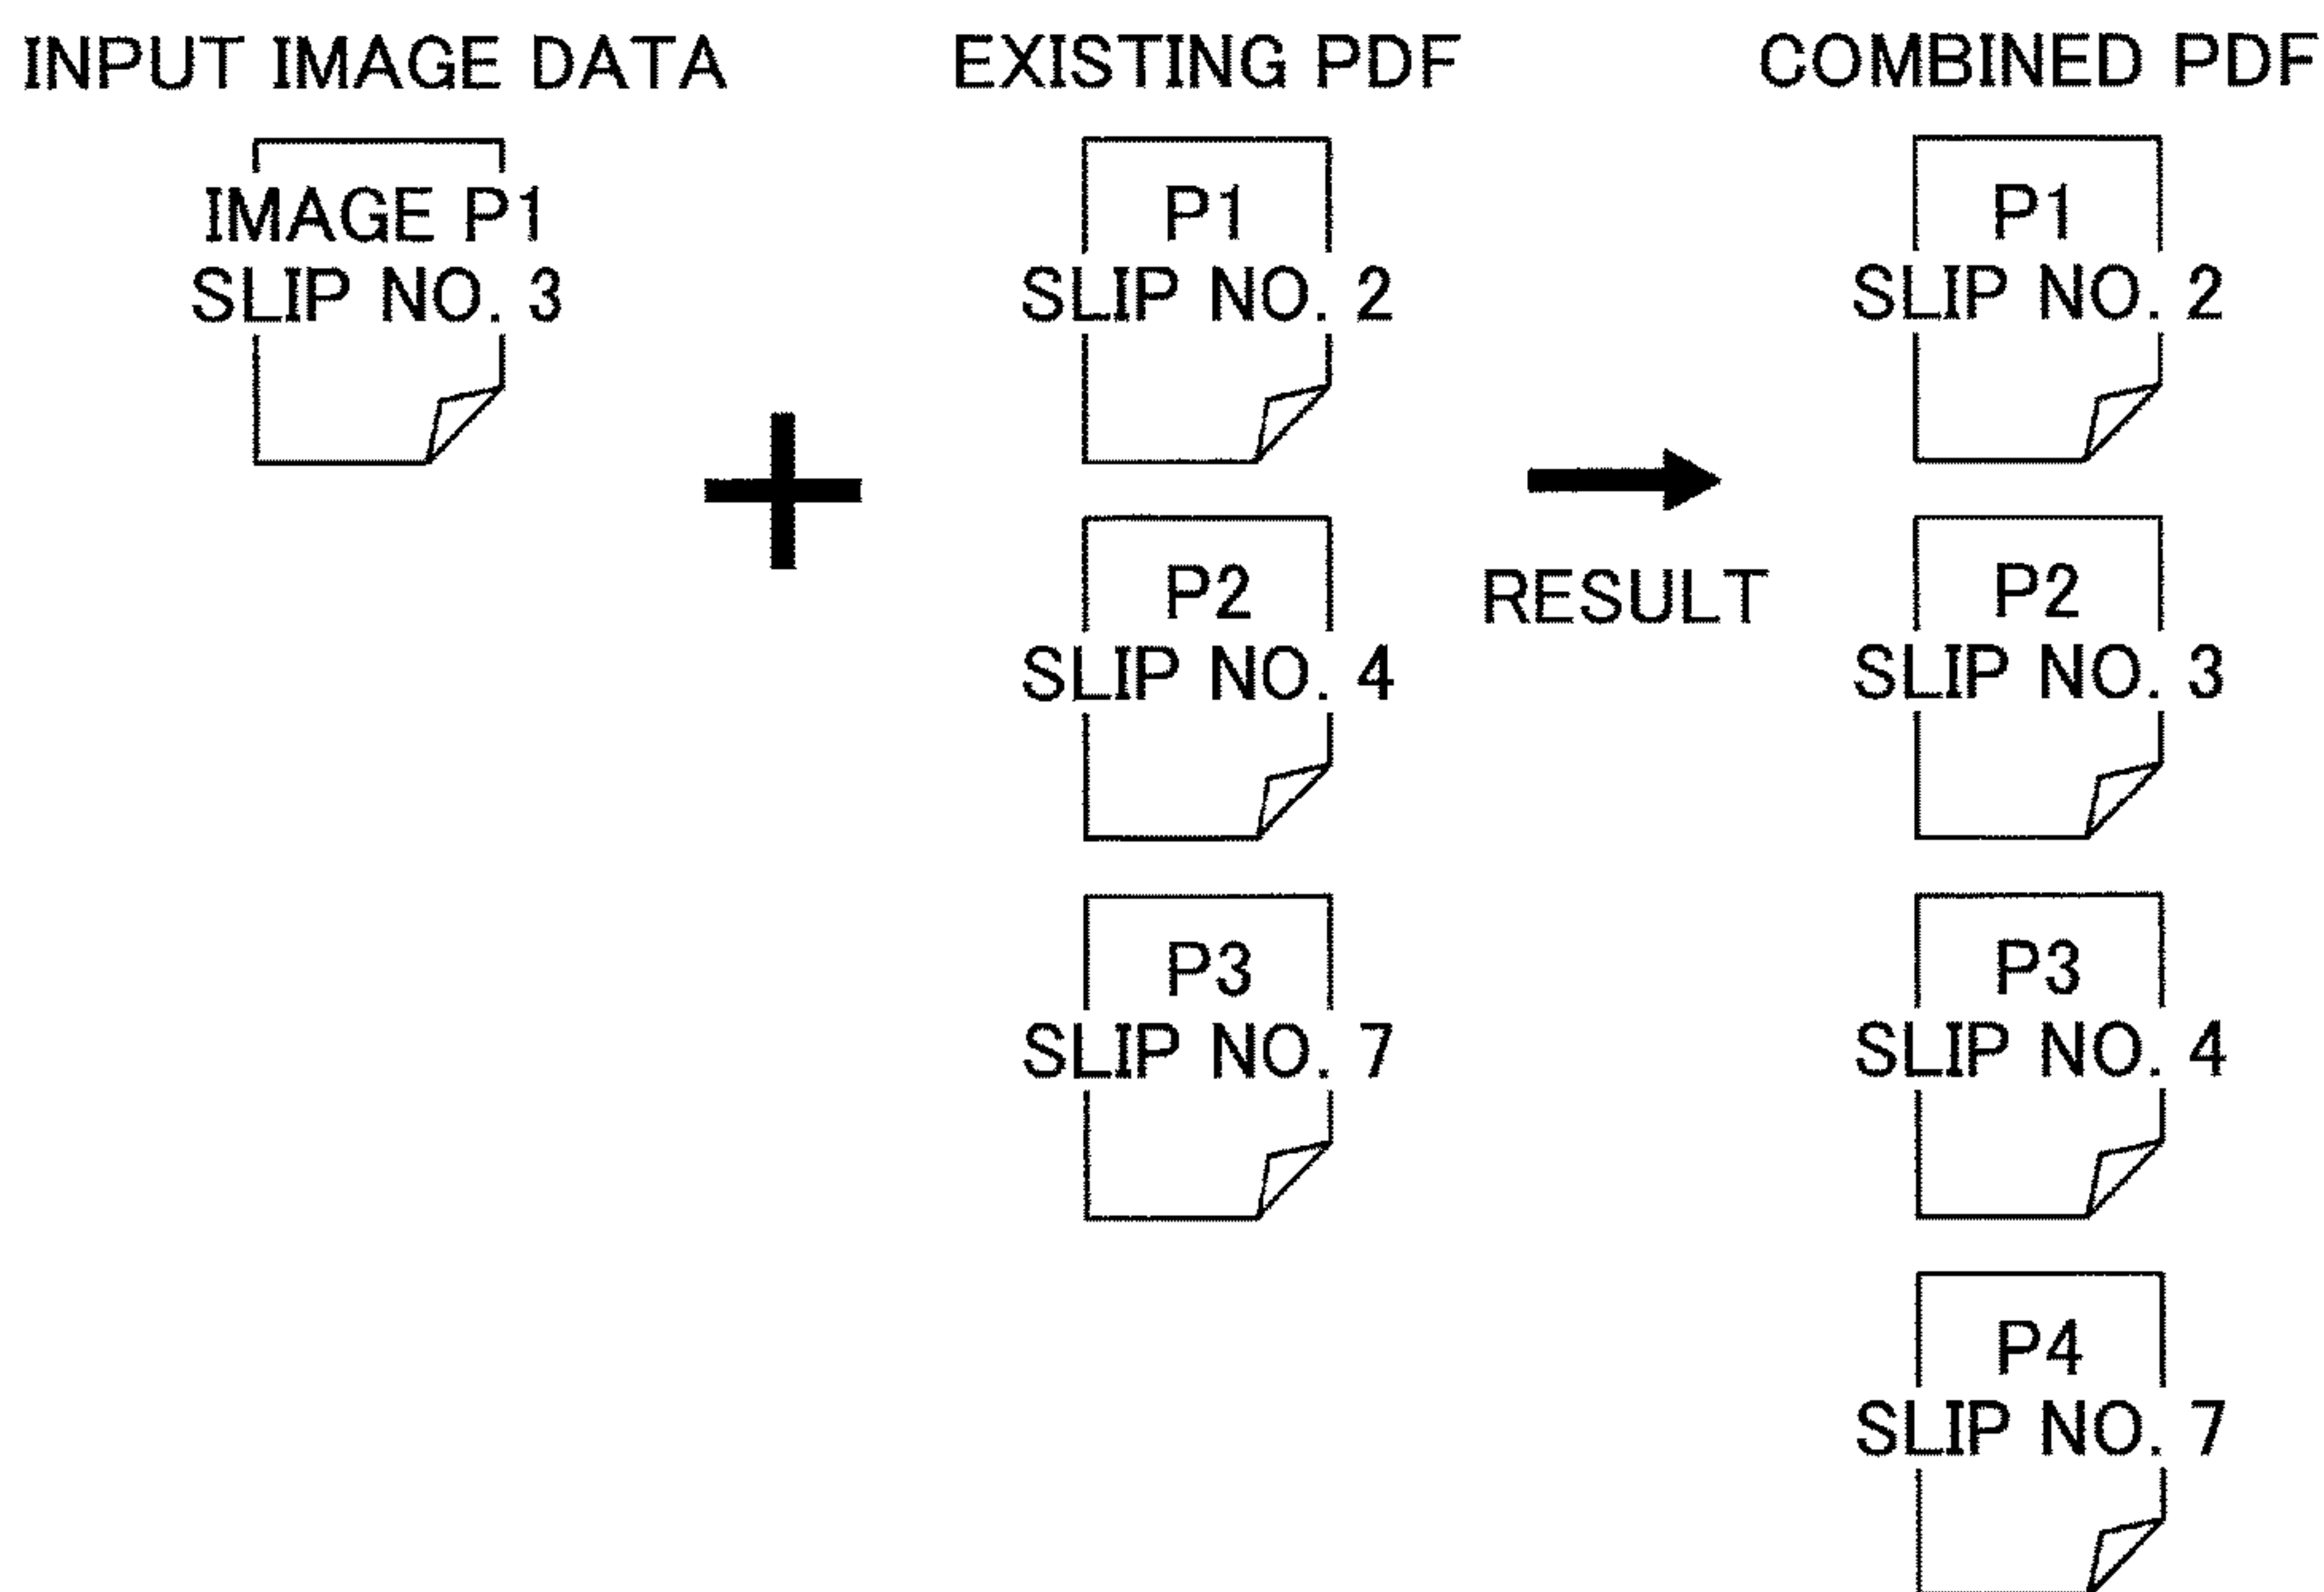 INPUT IMAGE DATA
IMAGE P1
SLIP NO. 3
EXISTING PDF
P1
SLIP NO. 2
P2
SLIP NO. 4
P3
SLIP NO. 7
RESULT
COMBINED PDF
P1
SLIP NO. 2
P2
SLIP NO. 3
P3
SLIP NO. 4
P4
SLIP NO. 7